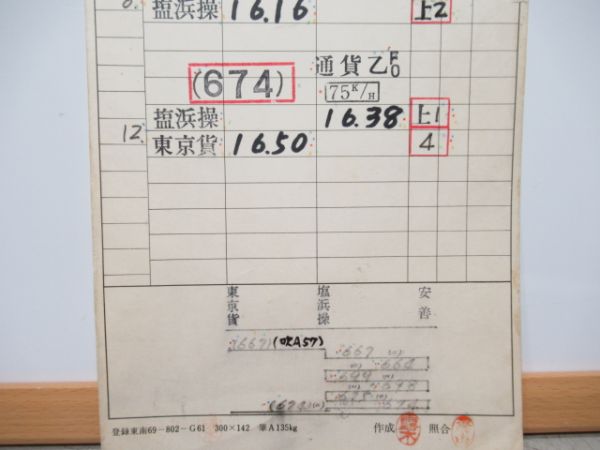 塩浜操 16.16 上2
(674) 通貨乙
75K/H
塩浜操 16.38 上1
12. 東京貨 16.50 4
東京貨 塩浜操 安善
(667) (吹A57)
667
664
(674)
登録東南69-802-G61 300×142 筆A135kg 作成 照合